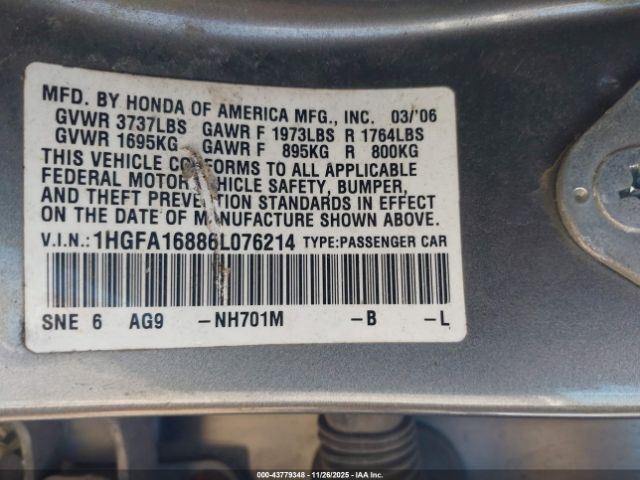 MFD. BY HONDA OF AMERICA MFG., INC. 03/'06
GVWR 3737LBS GAWR F 1973LBS R 1764LBS
GVWR 1695KG GAWR F 895KG R 800KG
THIS VEHICLE CONFORMS TO ALL APPLICABLE
FEDERAL MOTOR VEHICLE SAFETY, BUMPER,
AND THEFT PREVENTION STANDARDS IN EFFECT
ON THE DATE OF MANUFACTURE SHOWN ABOVE.
V.I.N.: 1HGFA16886L076214 TYPE:PASSENGER CAR
SNE 6 AG9 -NH701M -B -L
000-43779348 - 11/26/2025 - IAA Inc.